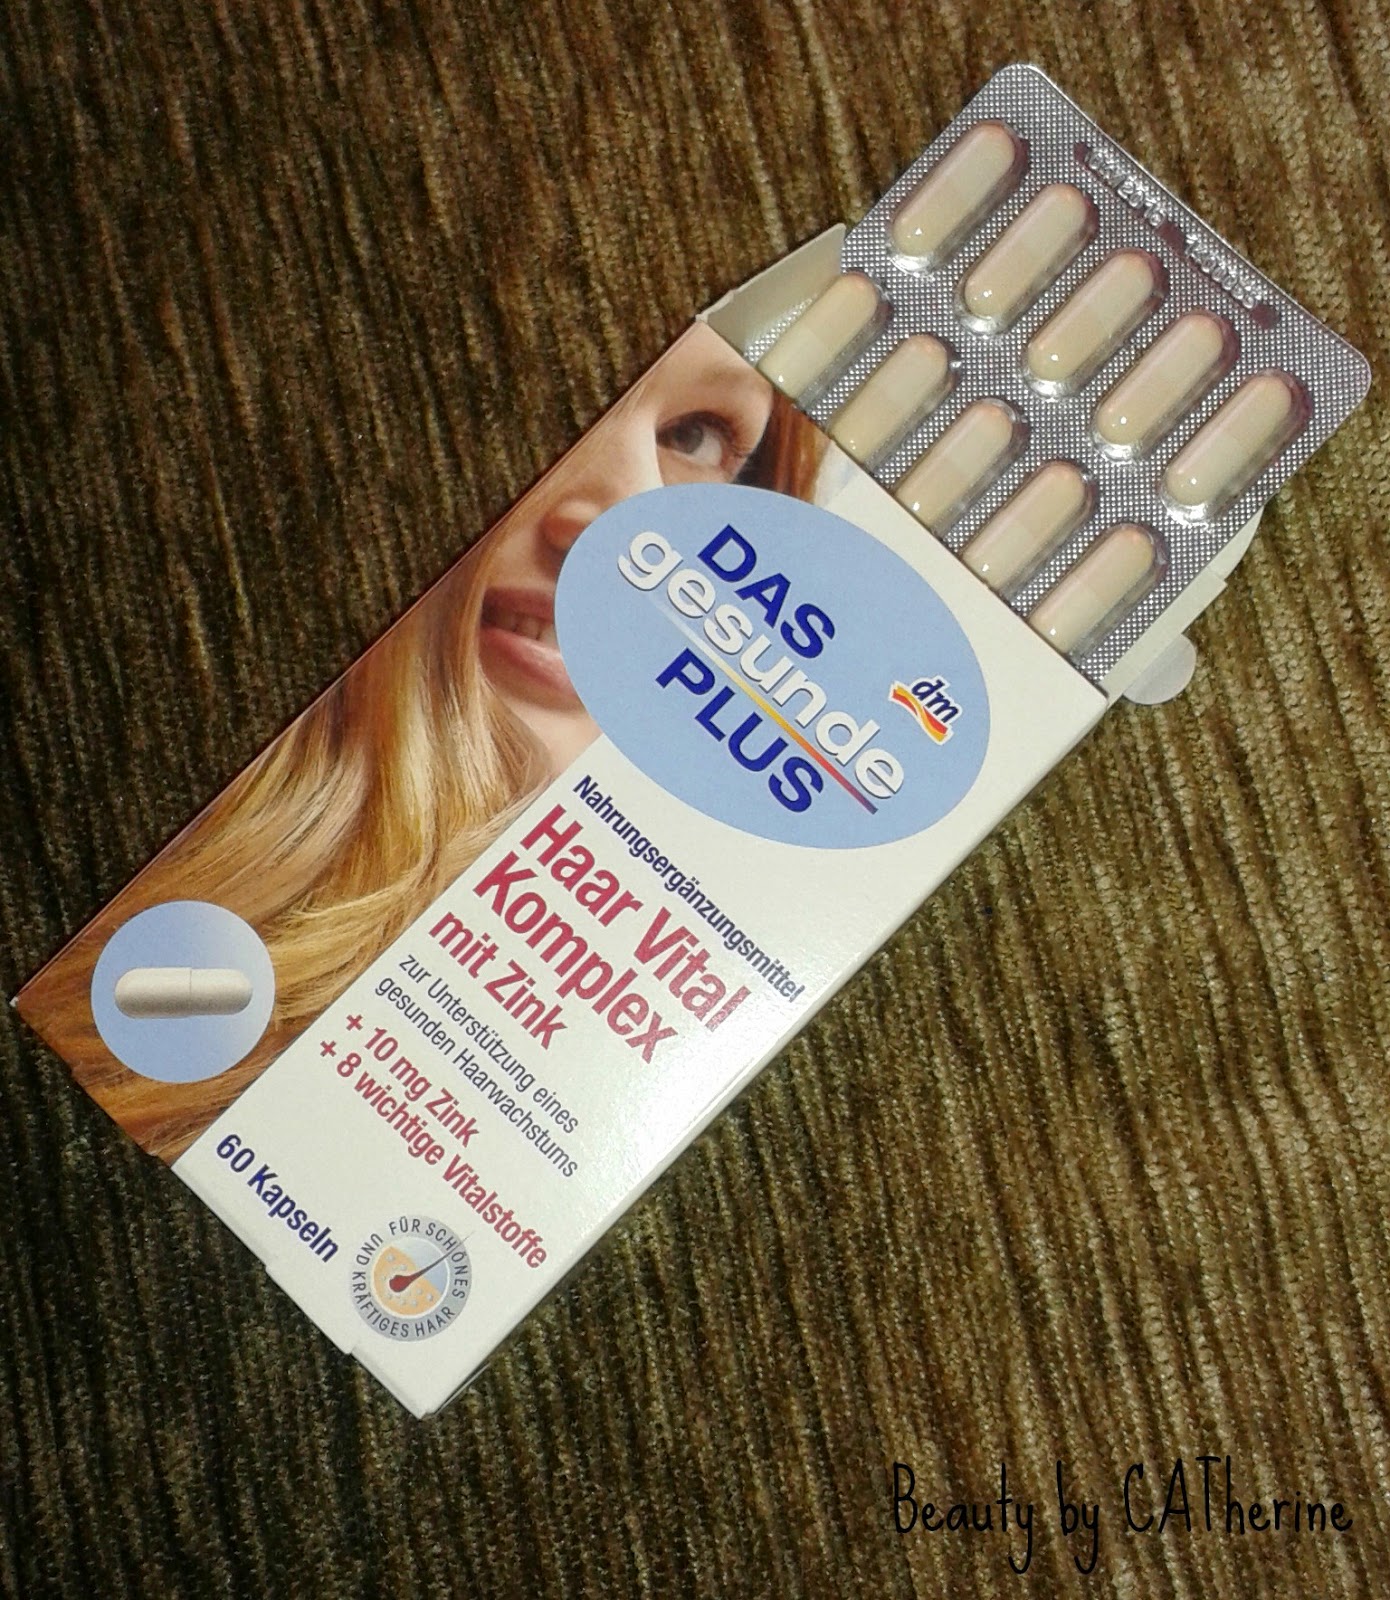 DAS
gesunde
PLUS
dm
Nahrungsergänzungsmittel
Haar Vital
Komplex
mit Zink
zur Unterstützung eines
gesunden Haarwachstums
+ 10 mg Zink
+ 8 wichtige Vitalstoffe
60 Kapseln
FÜR SCHÖNES
UND KRÄFTIGES HAAR
Beauty by CATherine